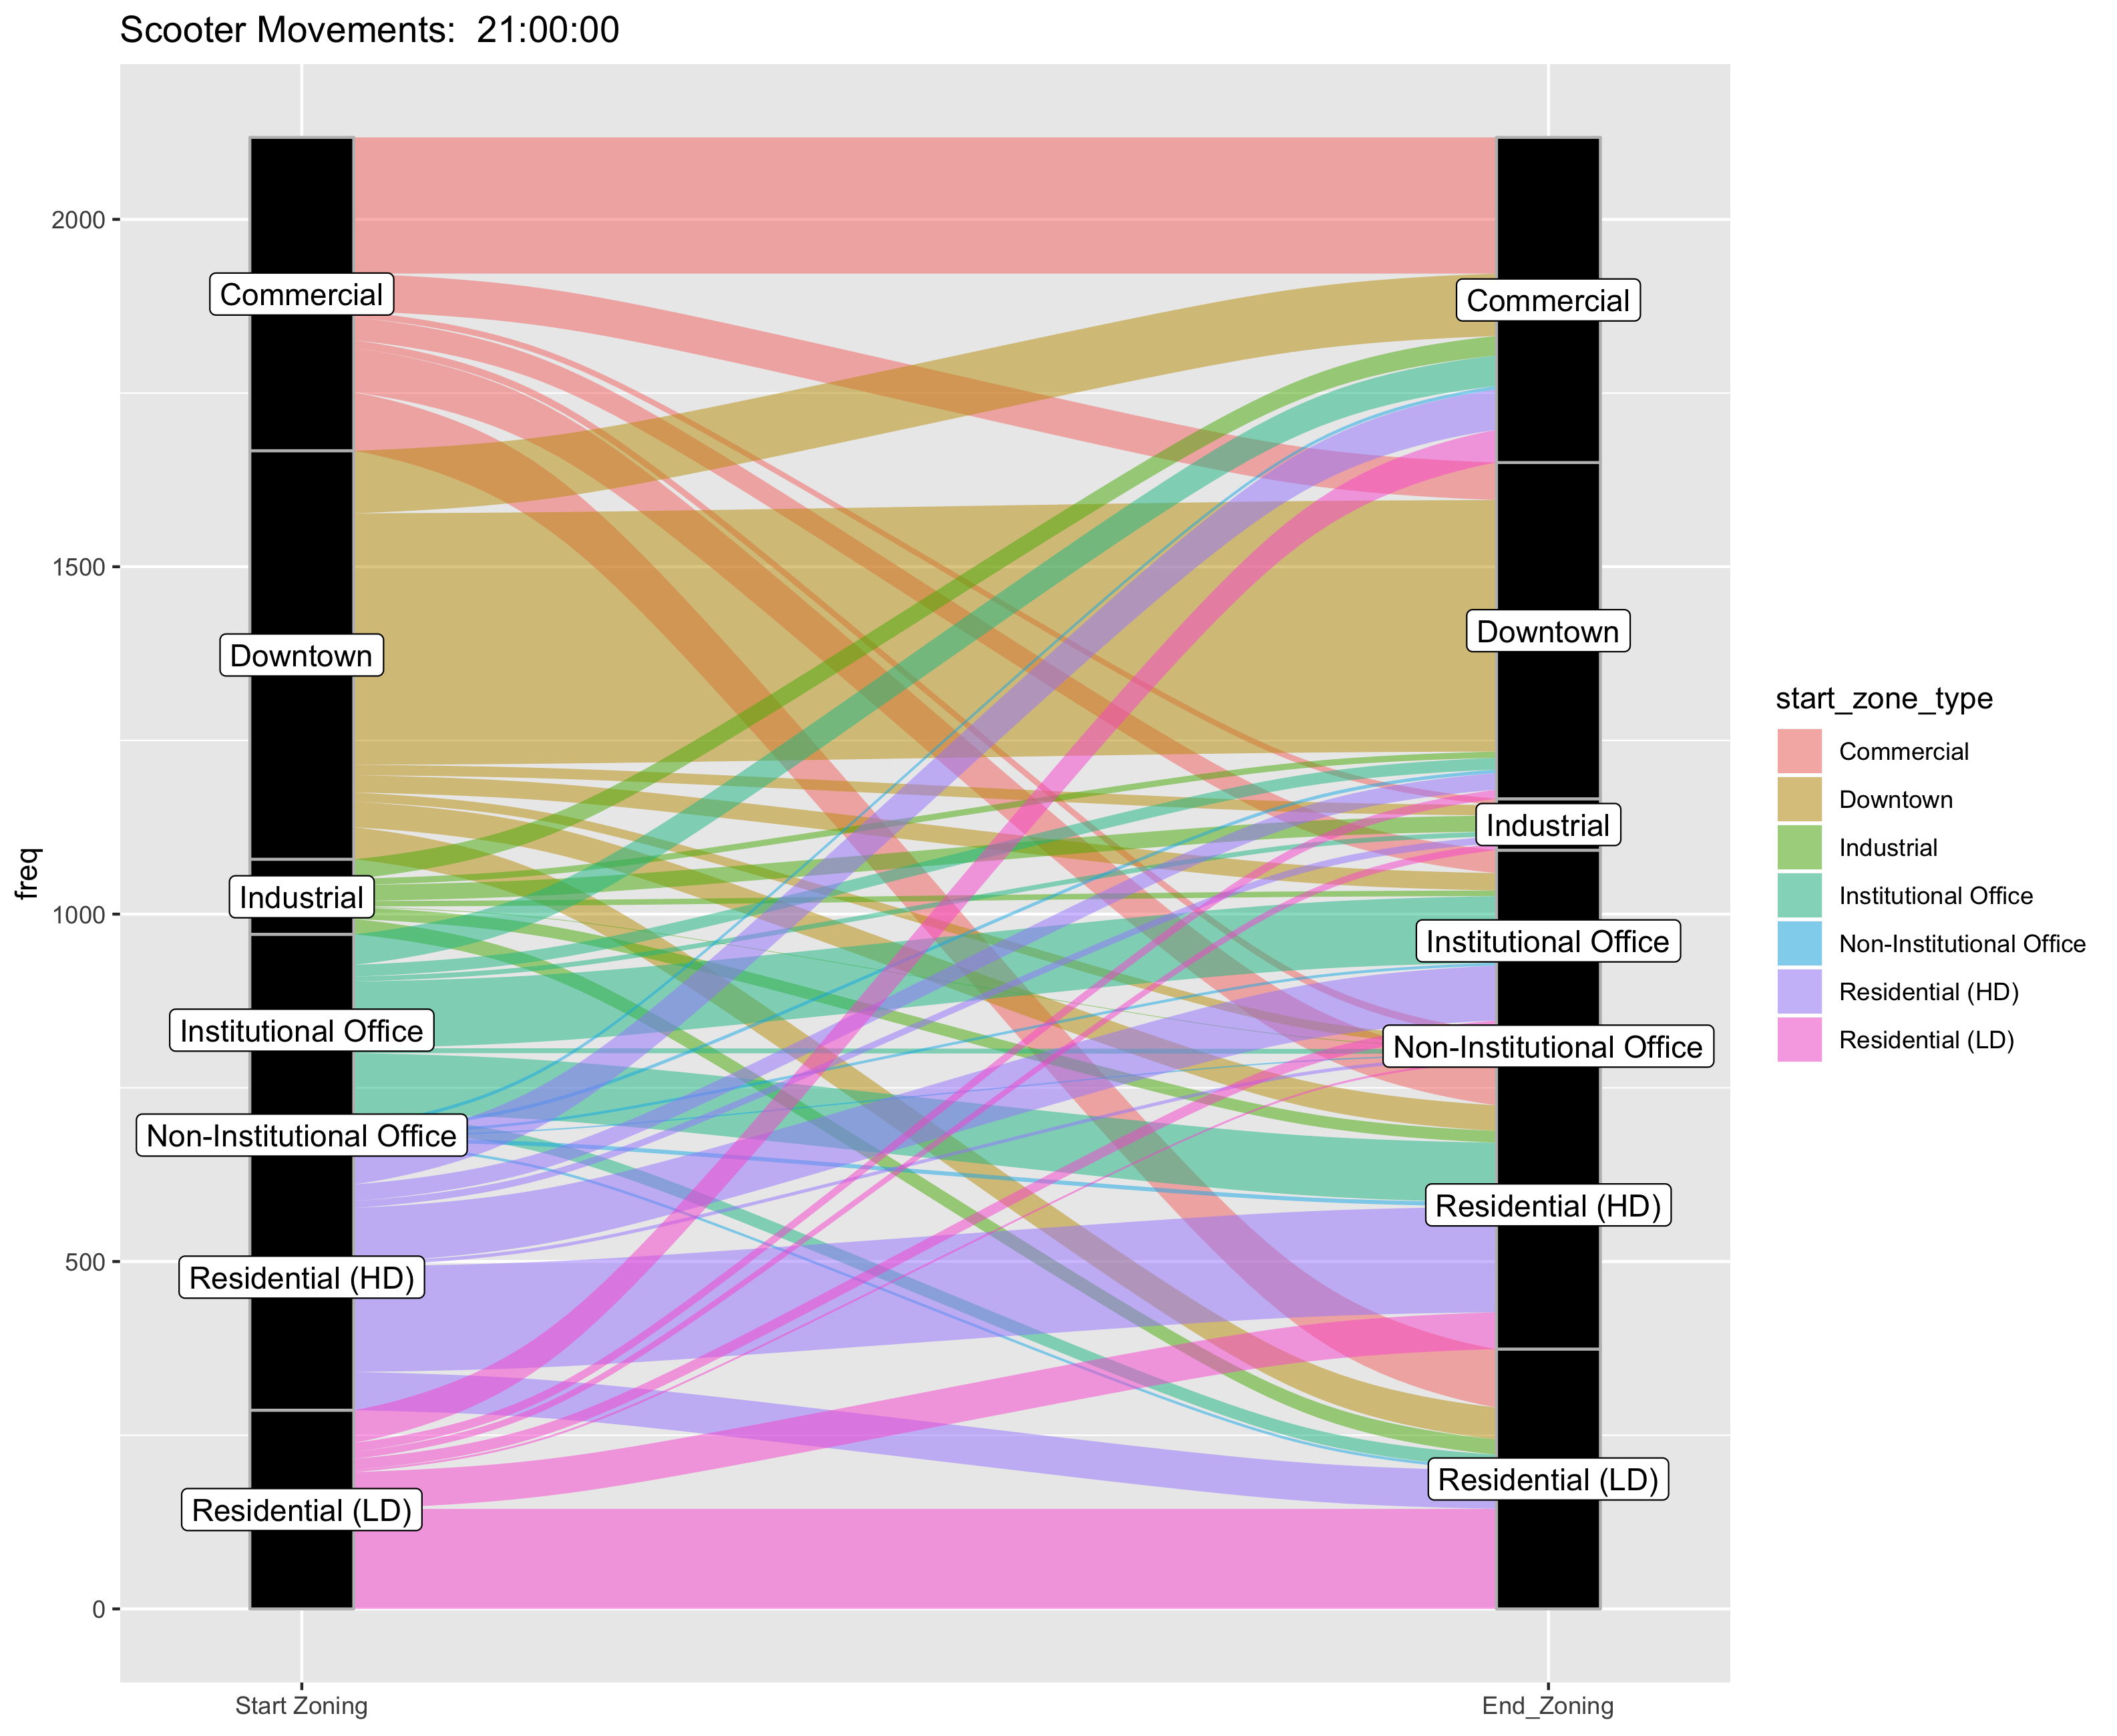 Scooter Movements:  21:00:00
freq
2000
1500
1000
500
0
Commercial
Downtown
Industrial
Institutional Office
Non-Institutional Office
Residential (HD)
Residential (LD)
Commercial
Downtown
Industrial
Institutional Office
Non-Institutional Office
Residential (HD)
Residential (LD)
Start Zoning
End_Zoning
start_zone_type
Commercial
Downtown
Industrial
Institutional Office
Non-Institutional Office
Residential (HD)
Residential (LD)